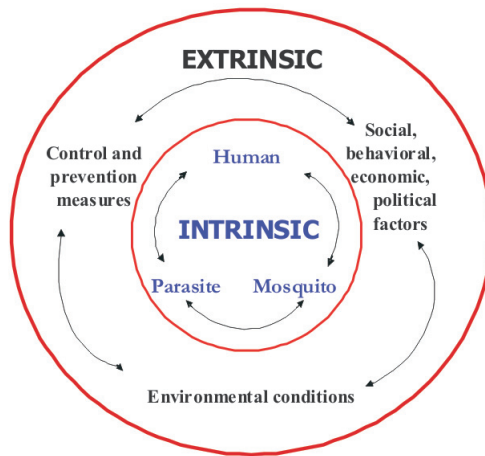 EXTRINSIC
Social,
behavioral,
economic,
political
factors
Control and
prevention
measures
Human
INTRINSIC
Parasite Mosquito
Environmental conditions